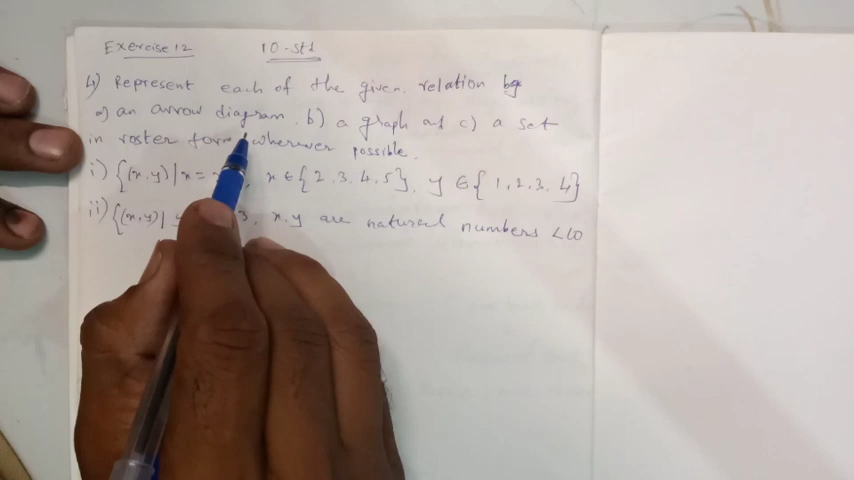 Exercise 12 10-std
4) Represent each of the given relation by
a) an arrow diagram. b) a graph and c) a set
in roster form wherever possible.
i) {(x,y)|x= , x ∈ {2,3,4,5}, y ∈ {1,2,3,4}
ii) {(x,y)| 3, x,y are natural numbers <10